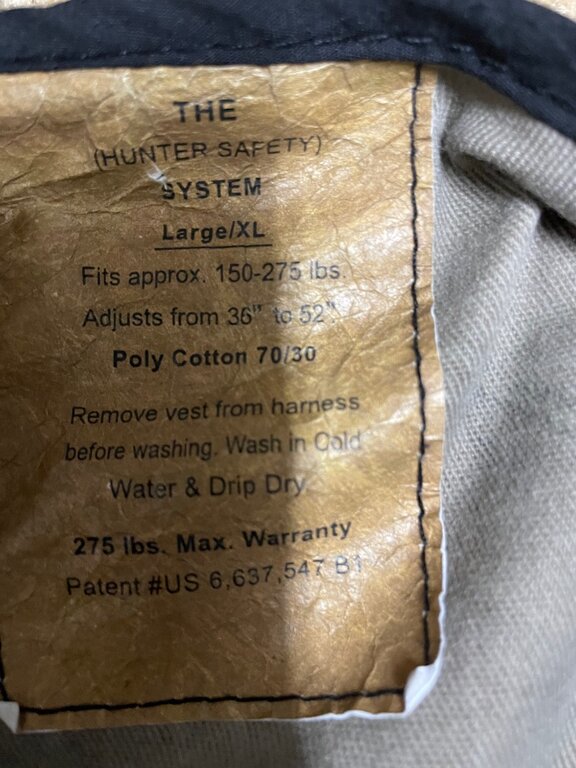 THE
(HUNTER SAFETY)
SYSTEM
Large/XL
Fits approx. 150-275 lbs.
Adjusts from 36" to 52"
Poly Cotton 70/30
Remove vest from harness
before washing. Wash in Cold
Water & Drip Dry.
275 lbs. Max. Warranty
Patent #US 6,637,547 B1